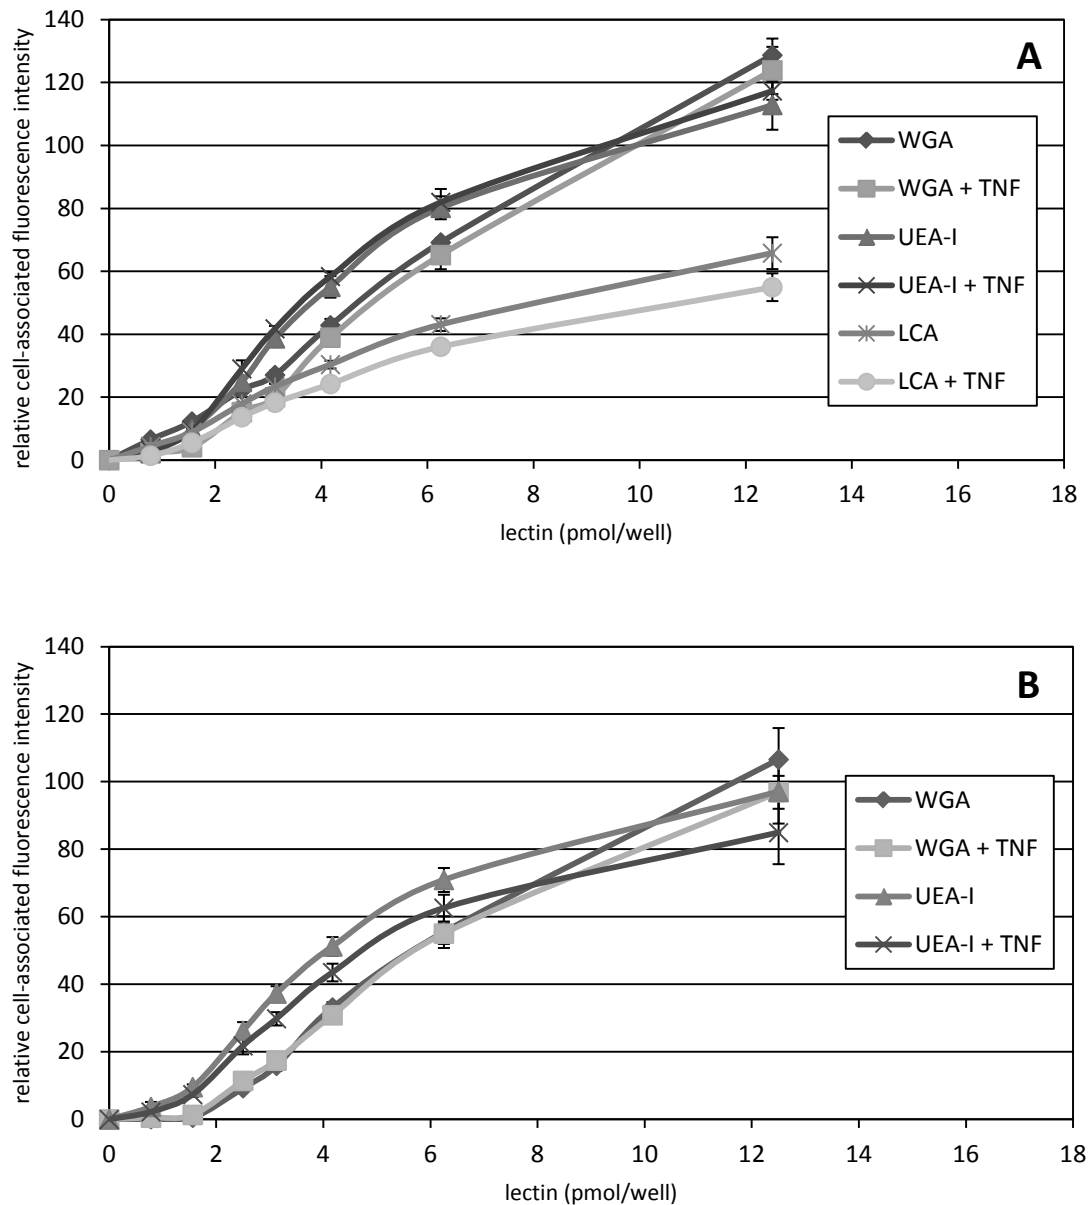 140
120
100
80
60
40
20
0
relative cell-associated fluorescence intensity
A
WGA
WGA + TNF
UEA-I
UEA-I + TNF
LCA
LCA + TNF
0 2 4 6 8 10 12 14 16 18
lectin (pmol/well)
140
120
100
80
60
40
20
0
relative cell-associated fluorescence intensity
B
WGA
WGA + TNF
UEA-I
UEA-I + TNF
0 2 4 6 8 10 12 14 16 18
lectin (pmol/well)